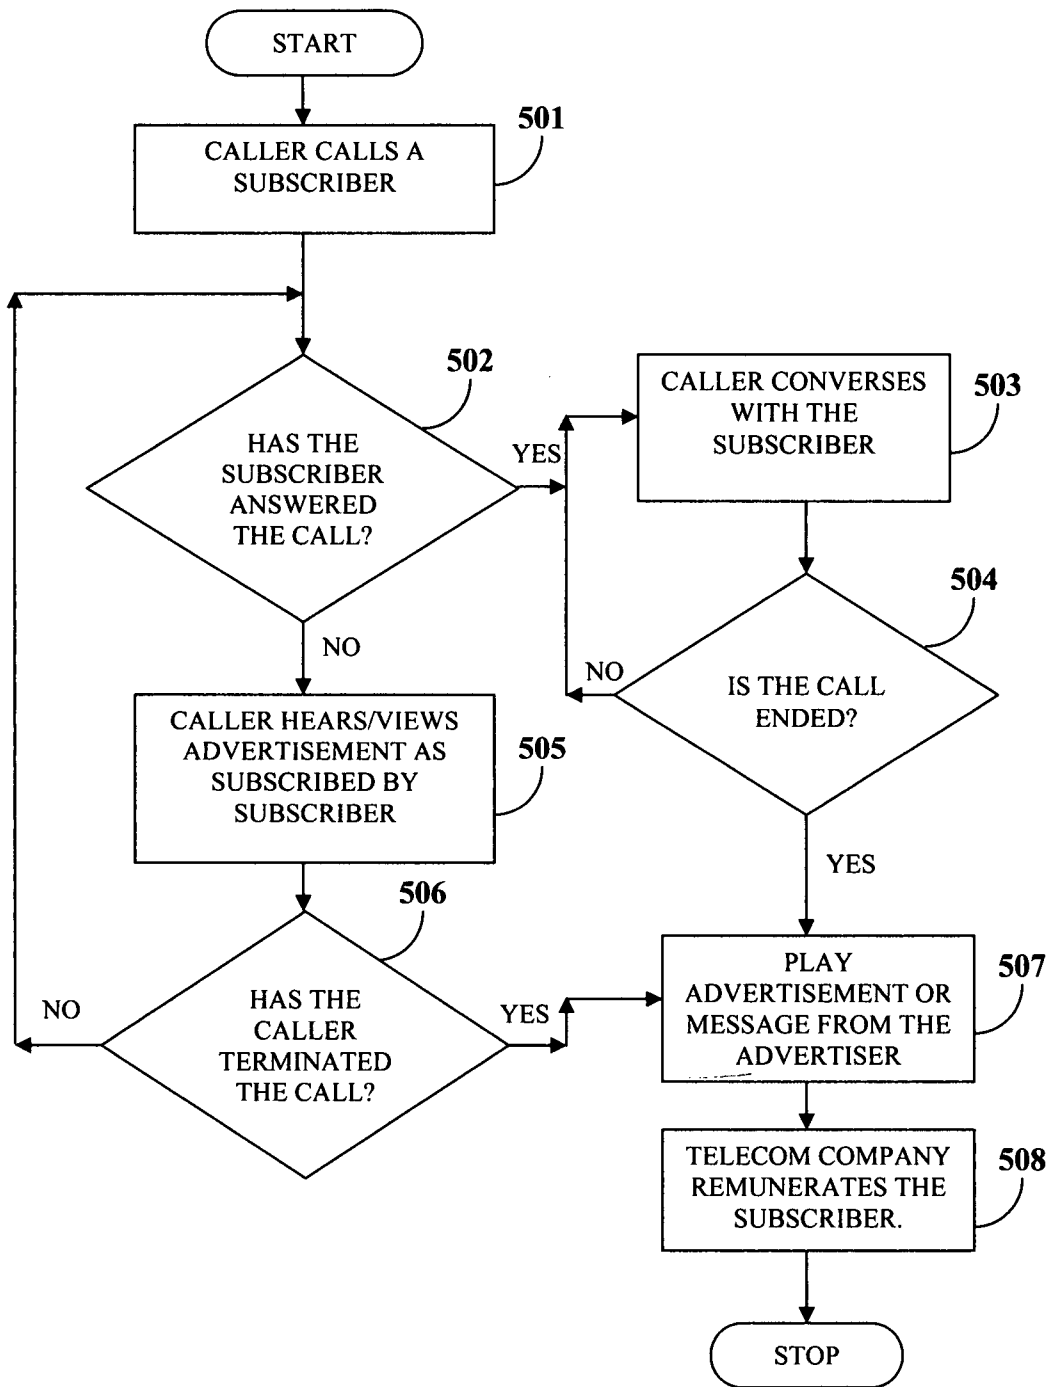 START
501
CALLER CALLS A
SUBSCRIBER
502
HAS THE
SUBSCRIBER
ANSWERED
THE CALL?
YES
CALLER CONVERSES
WITH THE
SUBSCRIBER
503
504
NO
NO
IS THE CALL
ENDED?
CALLER HEARS/VIEWS
ADVERTISEMENT AS
SUBSCRIBED BY
SUBSCRIBER
505
YES
506
NO
HAS THE
CALLER
TERMINATED
THE CALL?
YES
PLAY
ADVERTISEMENT OR
MESSAGE FROM THE
ADVERTISER
507
TELECOM COMPANY
REMUNERATES THE
SUBSCRIBER.
508
STOP